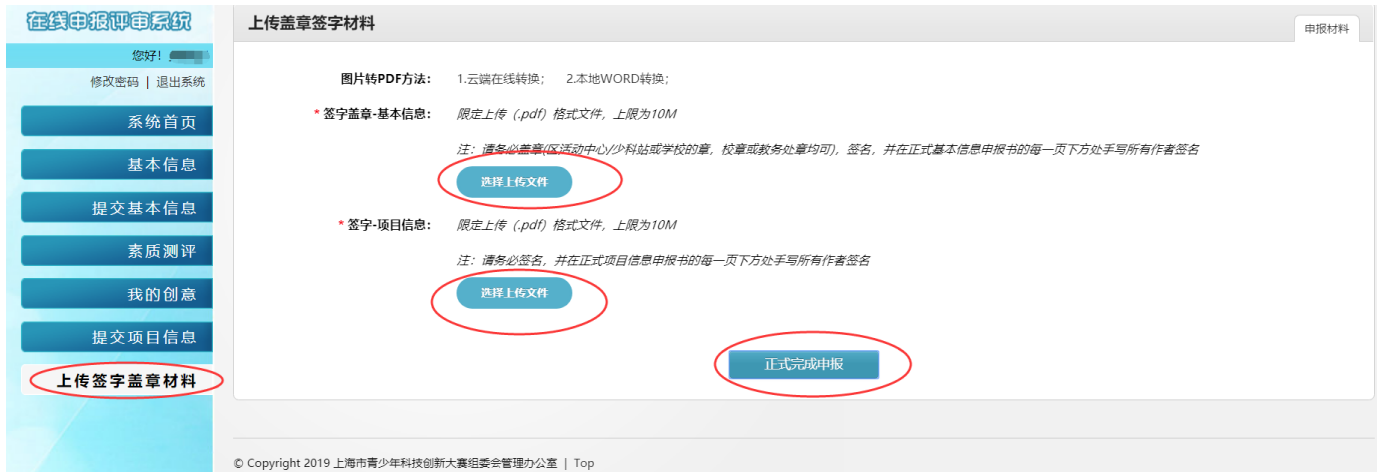 在线申报评审系统
您好！
修改密码 | 退出系统
系统首页
基本信息
提交基本信息
素质测评
我的创意
提交项目信息
上传签字盖章材料
上传盖章签字材料
申报材料
图片转PDF方法： 1.云端在线转换； 2.本地WORD转换；
* 签字盖章-基本信息： 限定上传（.pdf）格式文件，上限为10M
注：请务必盖章(区活动中心/少科站或学校的章，校章或教务处章均可)，签名，并在正式基本信息申报书的每一页下方处手写所有作者签名
选择上传文件
* 签字-项目信息： 限定上传（.pdf）格式文件，上限为10M
注：请务必签名，并在正式项目信息申报书的每一页下方处手写所有作者签名
选择上传文件
正式完成申报
© Copyright 2019 上海市青少年科技创新大赛组委会管理办公室 | Top